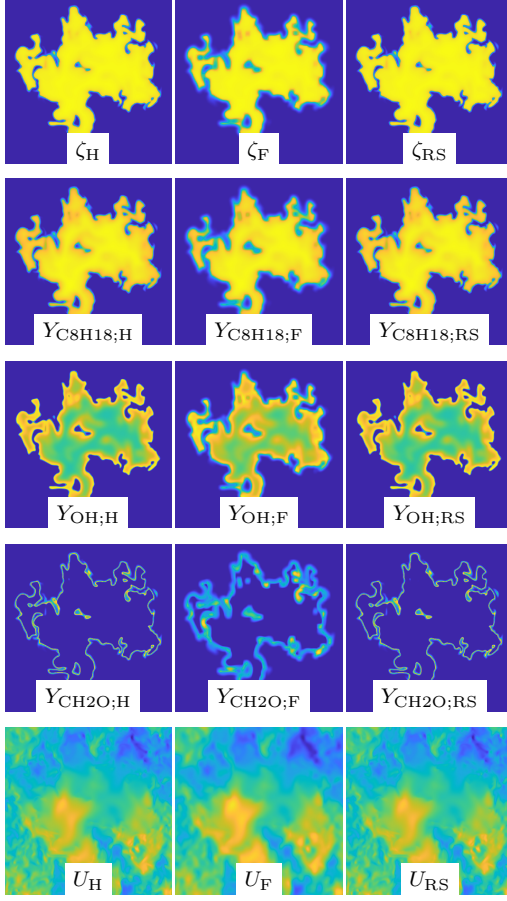 ζH ζF ζRS
YC8H18;H YC8H18;F YC8H18;RS
YOH;H YOH;F YOH;RS
YCH2O;H YCH2O;F YCH2O;RS
UH UF URS